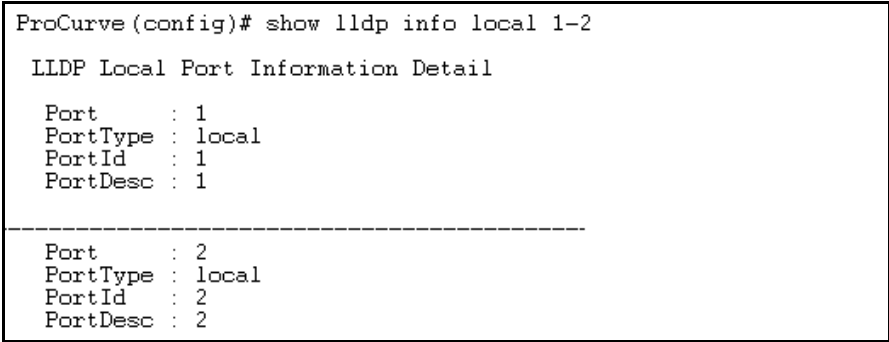 ProCurve(config)# show lldp info local 1-2
LLDP Local Port Information Detail
Port : 1
PortType : local
PortId : 1
PortDesc : 1
------------------------------------------
Port : 2
PortType : local
PortId : 2
PortDesc : 2